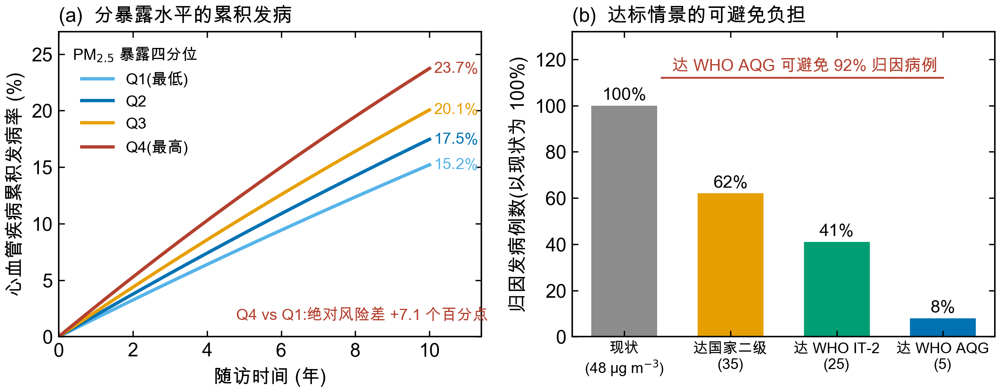 (a) 分暴露水平的累积发病
心血管疾病累积发病率 (%)
25
20
15
10
5
0
PM2.5 暴露四分位
Q1(最低)
Q2
Q3
Q4(最高)
23.7%
20.1%
17.5%
15.2%
Q4 vs Q1:绝对风险差 +7.1 个百分点
0 2 4 6 8 10
随访时间 (年)
(b) 达标情景的可避免负担
归因发病例数(以现状为 100%)
120
100
80
60
40
20
0
达 WHO AQG 可避免 92% 归因病例
100%
62%
41%
8%
现状
(48 µg m⁻³)
达国家二级
(35)
达 WHO IT-2
(25)
达 WHO AQG
(5)